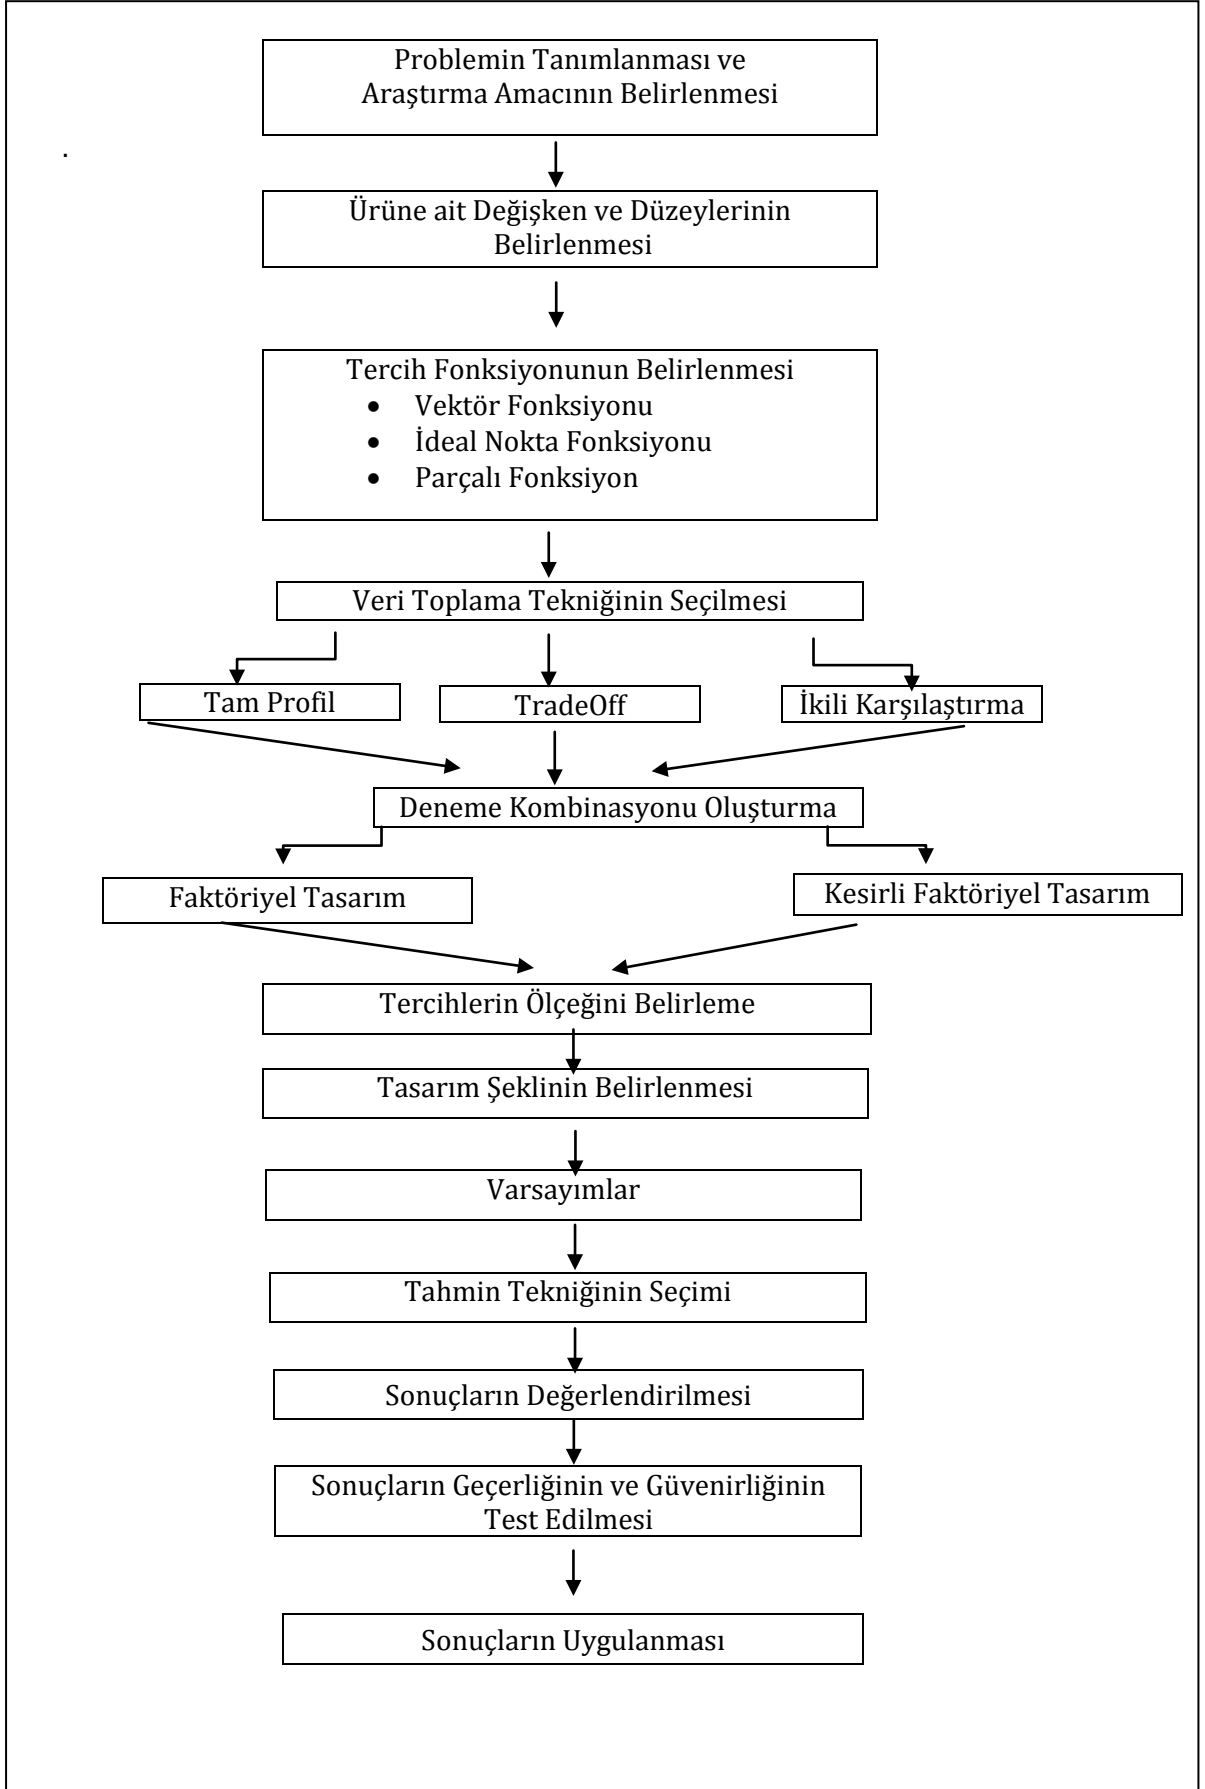 Problemin Tanımlanması ve
Araştırma Amacının Belirlenmesi
.
Ürüne ait Değişken ve Düzeylerinin
Belirlenmesi
Tercih Fonksiyonunun Belirlenmesi
• Vektör Fonksiyonu
• İdeal Nokta Fonksiyonu
• Parçalı Fonksiyon
Veri Toplama Tekniğinin Seçilmesi
Tam Profil
TradeOff
İkili Karşılaştırma
Deneme Kombinasyonu Oluşturma
Faktöriyel Tasarım
Kesirli Faktöriyel Tasarım
Tercihlerin Ölçeğini Belirleme
Tasarım Şeklinin Belirlenmesi
Varsayımlar
Tahmin Tekniğinin Seçimi
Sonuçların Değerlendirilmesi
Sonuçların Geçerliğinin ve Güvenirliğinin
Test Edilmesi
Sonuçların Uygulanması